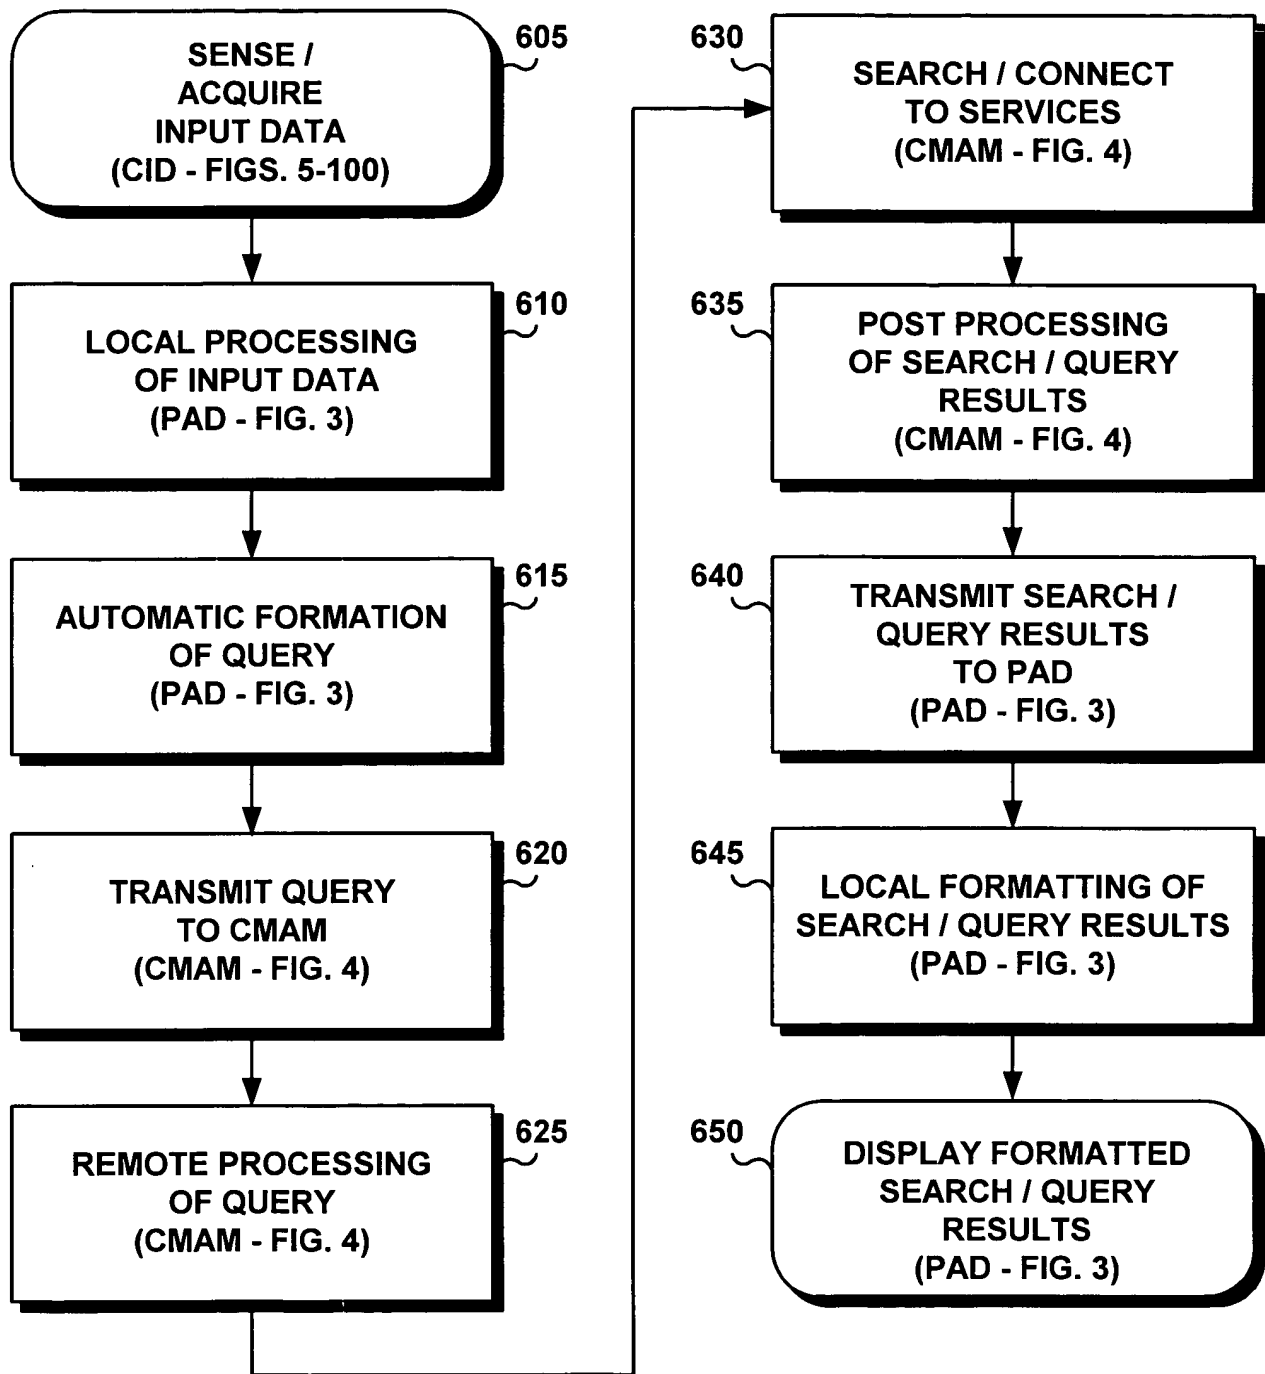 605
SENSE /
ACQUIRE
INPUT DATA
(CID - FIGS. 5-100)
610
LOCAL PROCESSING
OF INPUT DATA
(PAD - FIG. 3)
615
AUTOMATIC FORMATION
OF QUERY
(PAD - FIG. 3)
620
TRANSMIT QUERY
TO CMAM
(CMAM - FIG. 4)
625
REMOTE PROCESSING
OF QUERY
(CMAM - FIG. 4)
630
SEARCH / CONNECT
TO SERVICES
(CMAM - FIG. 4)
635
POST PROCESSING
OF SEARCH / QUERY
RESULTS
(CMAM - FIG. 4)
640
TRANSMIT SEARCH /
QUERY RESULTS
TO PAD
(PAD - FIG. 3)
645
LOCAL FORMATTING OF
SEARCH / QUERY RESULTS
(PAD - FIG. 3)
650
DISPLAY FORMATTED
SEARCH / QUERY
RESULTS
(PAD - FIG. 3)